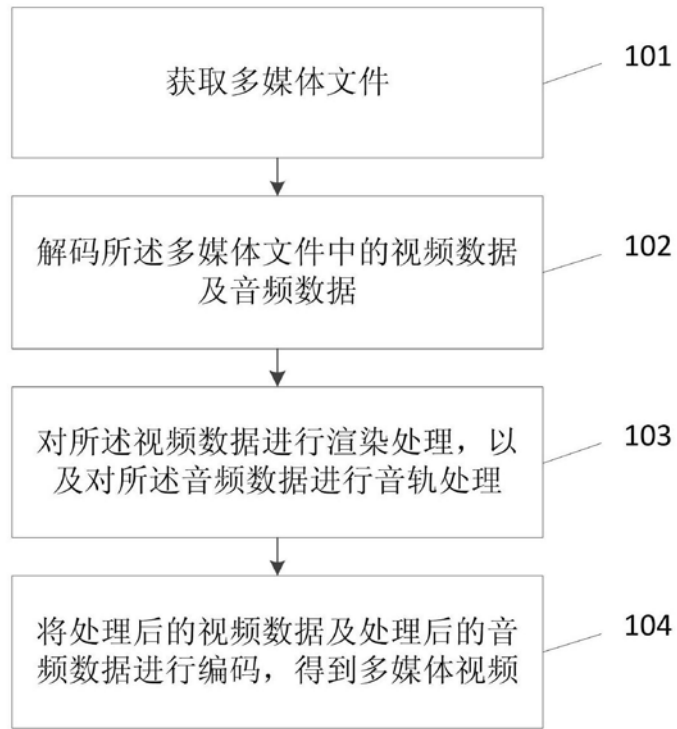 获取多媒体文件
101
解码所述多媒体文件中的视频数据
及音频数据
102
对所述视频数据进行渲染处理，以
及对所述音频数据进行音轨处理
103
将处理后的视频数据及处理后的音
频数据进行编码，得到多媒体视频
104